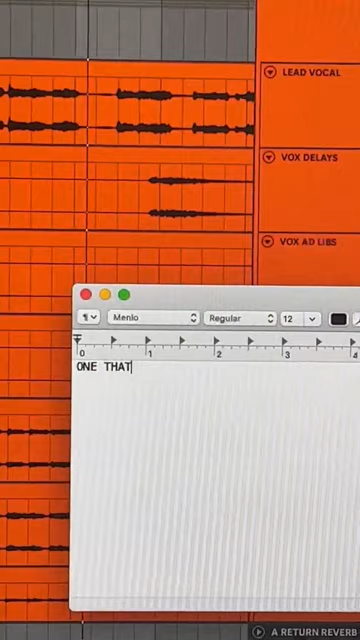 LEAD VOCAL
VOX DELAYS
VOX AD LIBS
¶ Menlo Regular 12
0 1 2 3 4
ONE THAT
A RETURN REVERB